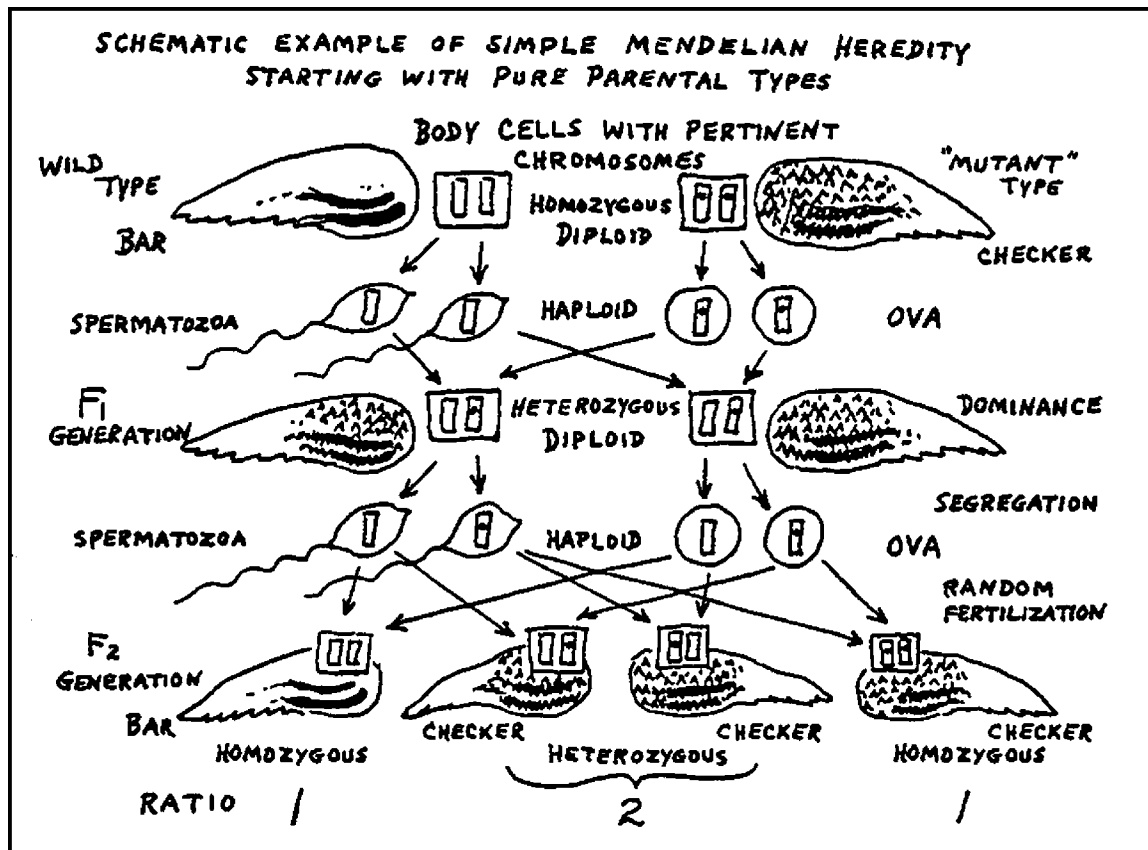 SCHEMATIC EXAMPLE OF SIMPLE MENDELIAN HEREDITY
STARTING WITH PURE PARENTAL TYPES
BODY CELLS WITH PERTINENT
CHROMOSOMES
WILD
TYPE
BAR
HOMOZYGOUS
DIPLOID
"MUTANT"
TYPE
CHECKER
SPERMATOZOA
HAPLOID
OVA
F1
GENERATION
HETEROZYGOUS
DIPLOID
DOMINANCE
SEGREGATION
SPERMATOZOA
HAPLOID
OVA
RANDOM
FERTILIZATION
F2
GENERATION
BAR
CHECKER
CHECKER
CHECKER
HOMOZYGOUS
HETEROZYGOUS
HOMOZYGOUS
RATIO 1 2 1